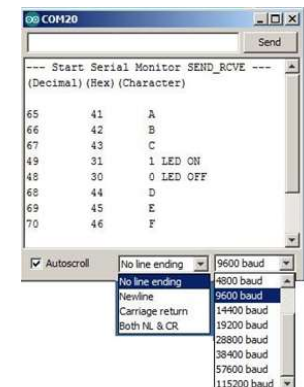 COM20
Send
--- Start Serial Monitor SEND_RCVE ---
(Decimal)(Hex)(Character)
65 41 A
66 42 B
67 43 C
49 31 1 LED ON
48 30 0 LED OFF
68 44 D
69 45 E
70 46 F
Autoscroll No line ending 9600 baud
No line ending 4800 baud
Newline 9600 baud
Carriage return 14400 baud
Both NL & CR 19200 baud
28800 baud
38400 baud
57600 baud
115200 baud